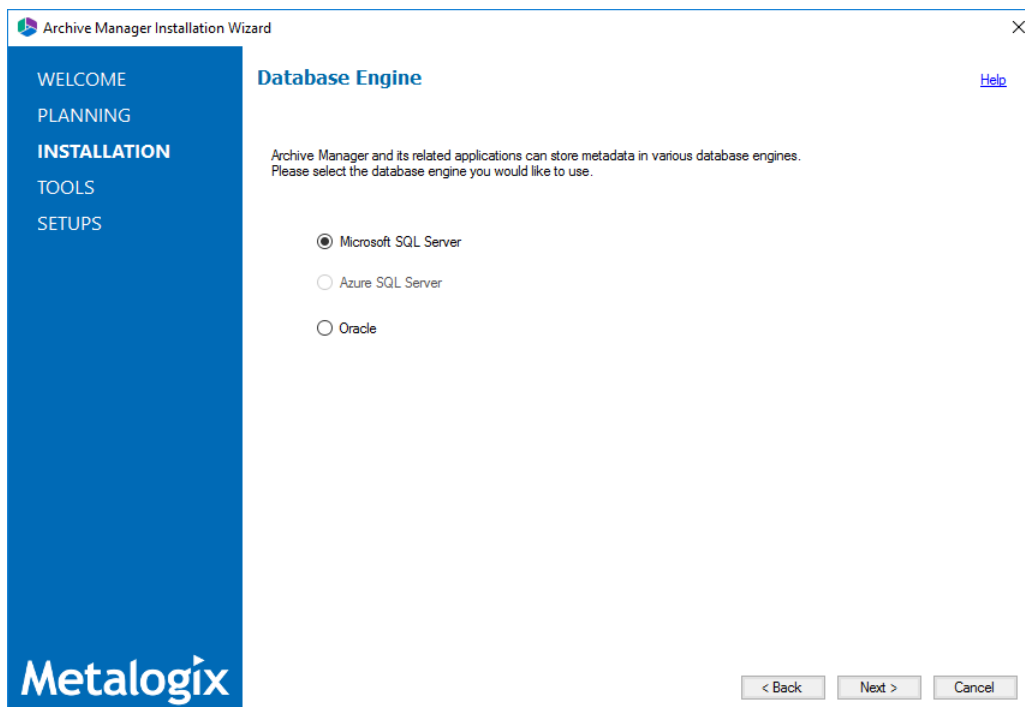 Archive Manager Installation Wizard
WELCOME
PLANNING
INSTALLATION
TOOLS
SETUPS
Database Engine
Help
Archive Manager and its related applications can store metadata in various database engines.
Please select the database engine you would like to use.
Microsoft SQL Server
Azure SQL Server
Oracle
Metalogix
< Back
Next >
Cancel